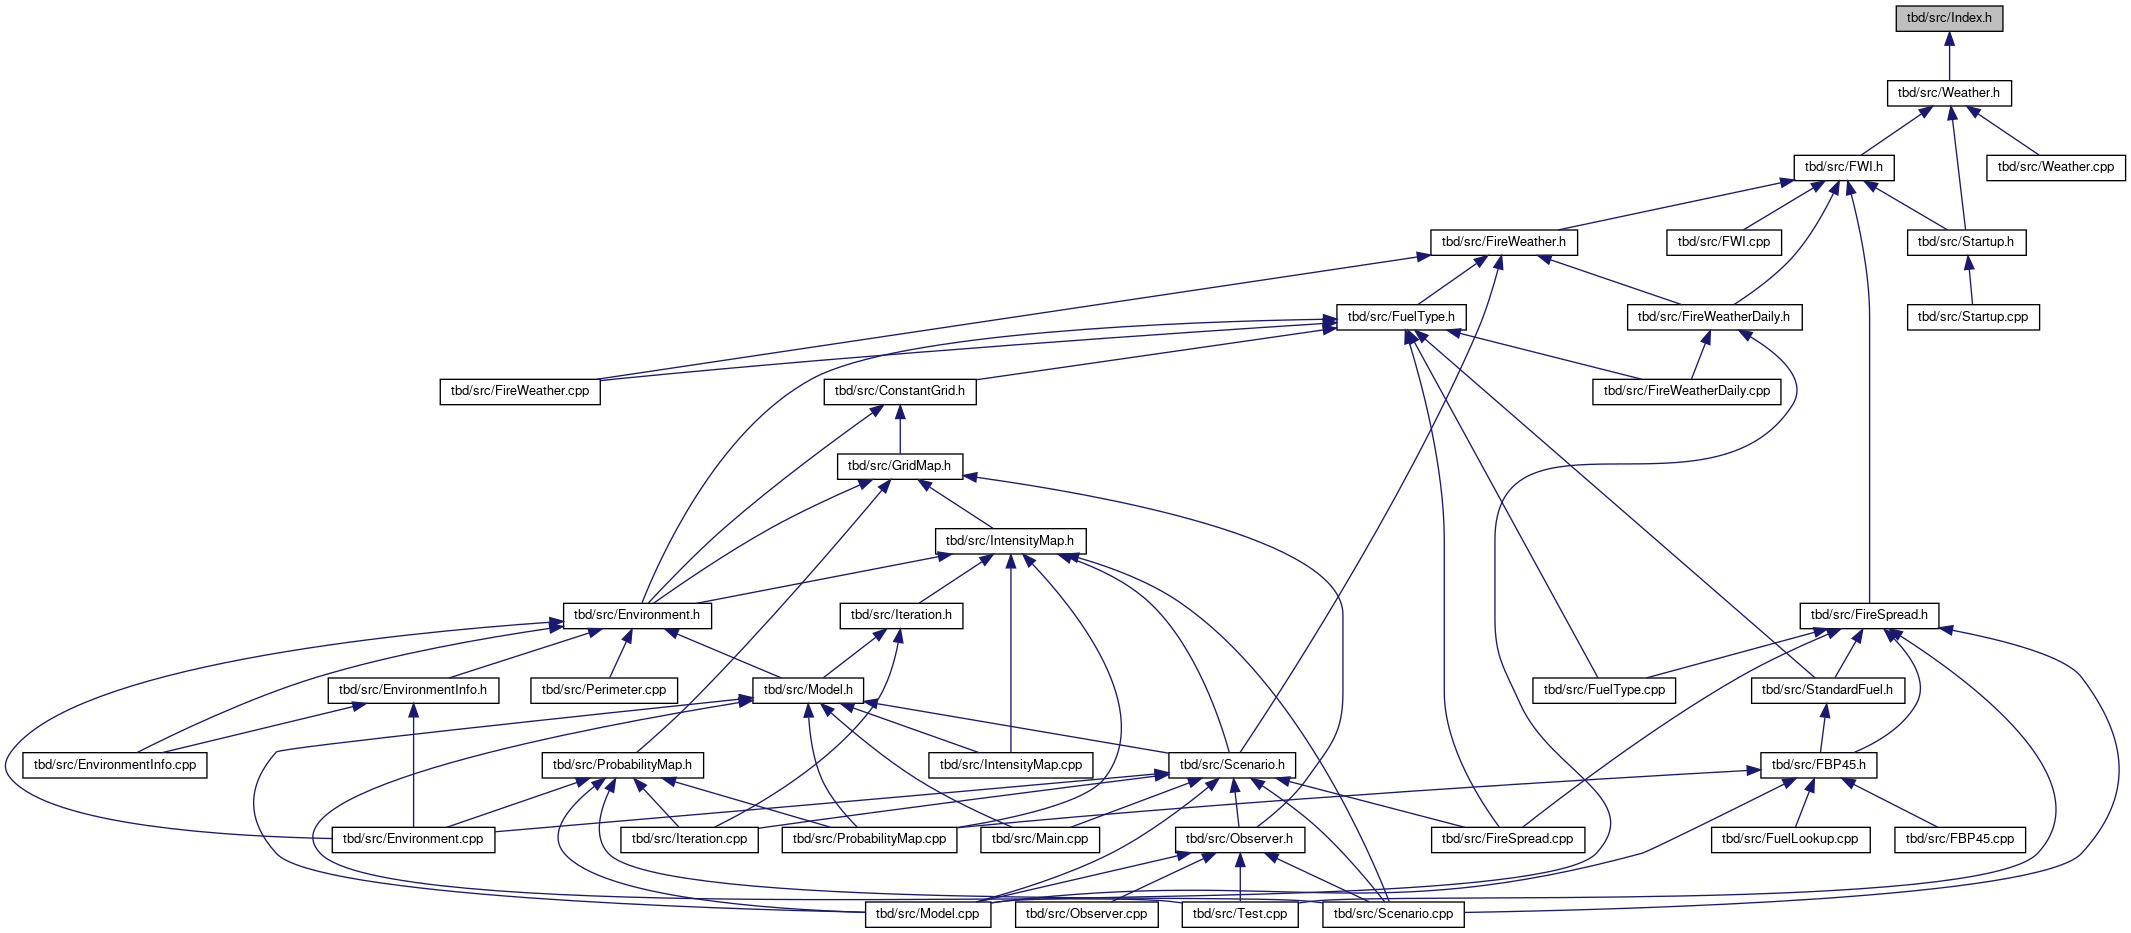 tbd/src/Index.h
tbd/src/Weather.h
tbd/src/FWI.h
tbd/src/Weather.cpp
tbd/src/FireWeather.h
tbd/src/FWI.cpp
tbd/src/Startup.h
tbd/src/FuelType.h
tbd/src/FireWeatherDaily.h
tbd/src/Startup.cpp
tbd/src/FireWeather.cpp
tbd/src/ConstantGrid.h
tbd/src/FireWeatherDaily.cpp
tbd/src/GridMap.h
tbd/src/IntensityMap.h
tbd/src/Environment.h
tbd/src/Iteration.h
tbd/src/FireSpread.h
tbd/src/EnvironmentInfo.h
tbd/src/Perimeter.cpp
tbd/src/Model.h
tbd/src/FuelType.cpp
tbd/src/StandardFuel.h
tbd/src/EnvironmentInfo.cpp
tbd/src/ProbabilityMap.h
tbd/src/IntensityMap.cpp
tbd/src/Scenario.h
tbd/src/FBP45.h
tbd/src/Environment.cpp
tbd/src/Iteration.cpp
tbd/src/ProbabilityMap.cpp
tbd/src/Main.cpp
tbd/src/Observer.h
tbd/src/FireSpread.cpp
tbd/src/FuelLookup.cpp
tbd/src/FBP45.cpp
tbd/src/Model.cpp
tbd/src/Observer.cpp
tbd/src/Test.cpp
tbd/src/Scenario.cpp